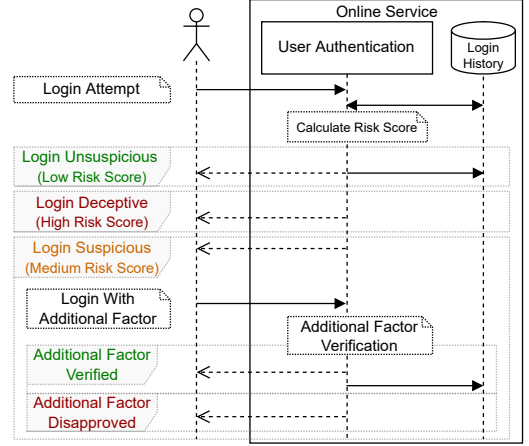 Online Service
User Authentication
Login
History
Login Attempt
Calculate Risk Score
Login Unsuspicious
(Low Risk Score)
Login Deceptive
(High Risk Score)
Login Suspicious
(Medium Risk Score)
Login With
Additional Factor
Additional Factor
Verification
Additional Factor
Verified
Additional Factor
Disapproved